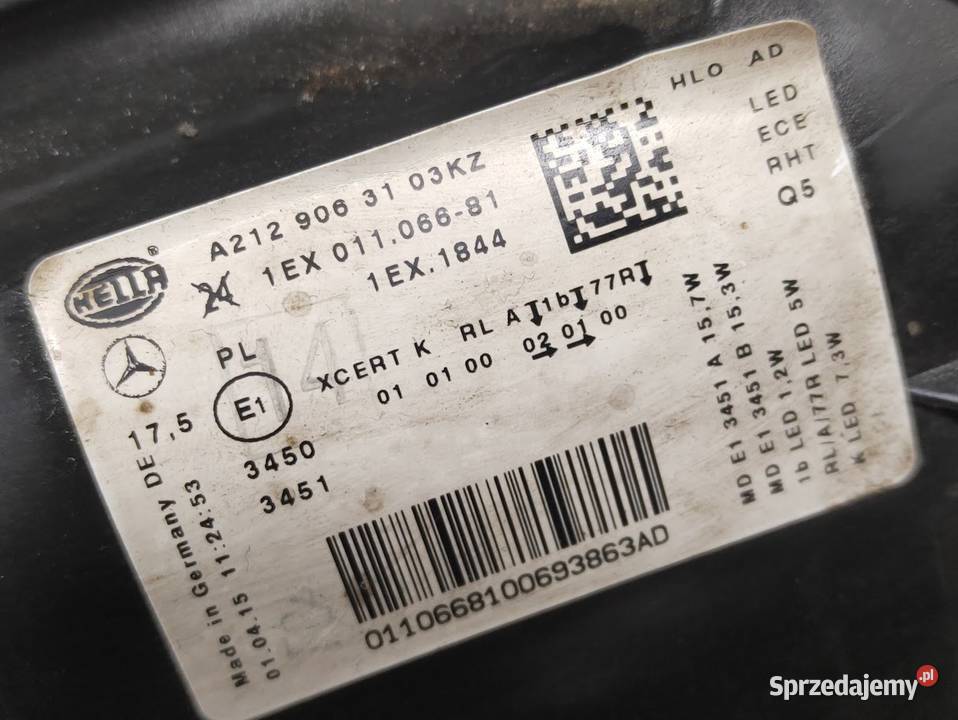 HLO AD
LED
ECE
RHT
Q5
A212 906 31 03KZ
24 1EX 011.066-81
1EX.1844
HELLA®
PL
E1
XCERT K RL A 1b 77R
01 01 00 02 01 00
17,5
3450
3451
Made in Germany DE
01.04.15 11:24:53
MD E1 3451 A 15,7W
MD E1 3451 B 15,3W
1b LED 1,2W
RL/A/77R LED 5W
K LED 7,3W
0110668100693863AD
Sprzedajemy.pl